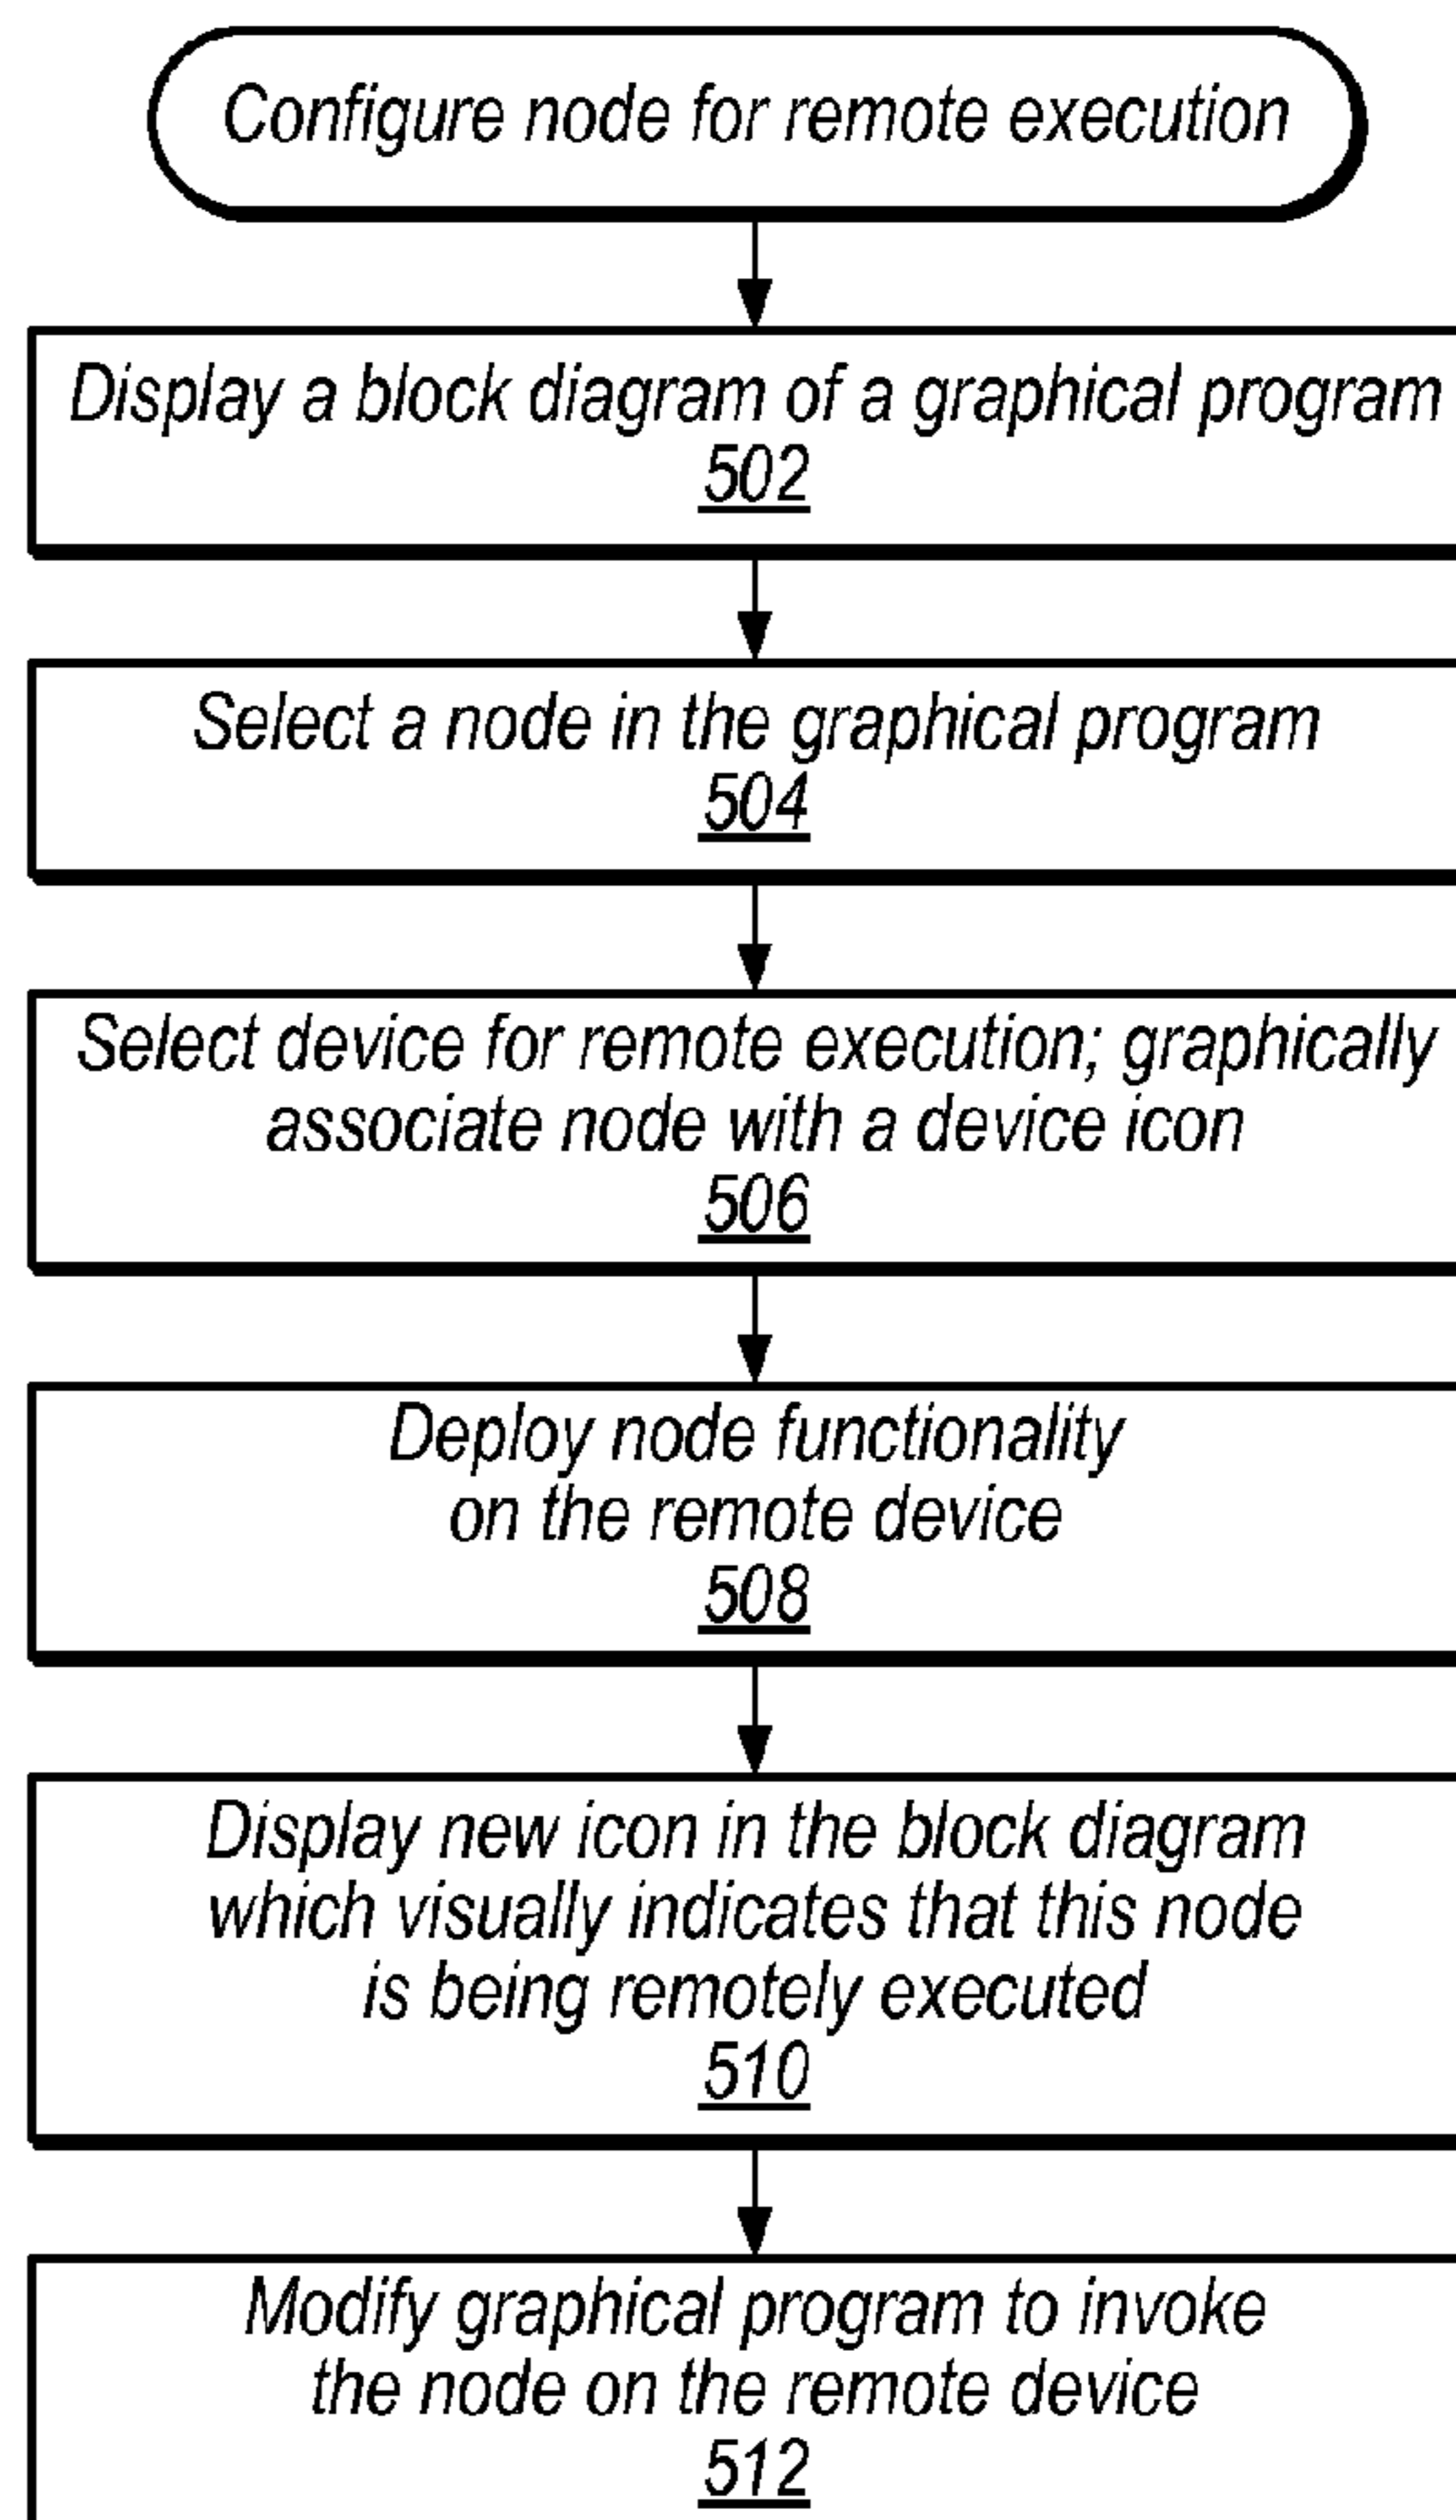 Configure node for remote execution
Display a block diagram of a graphical program
502
Select a node in the graphical program
504
Select device for remote execution; graphically
associate node with a device icon
506
Deploy node functionality
on the remote device
508
Display new icon in the block diagram
which visually indicates that this node
is being remotely executed
510
Modify graphical program to invoke
the node on the remote device
512